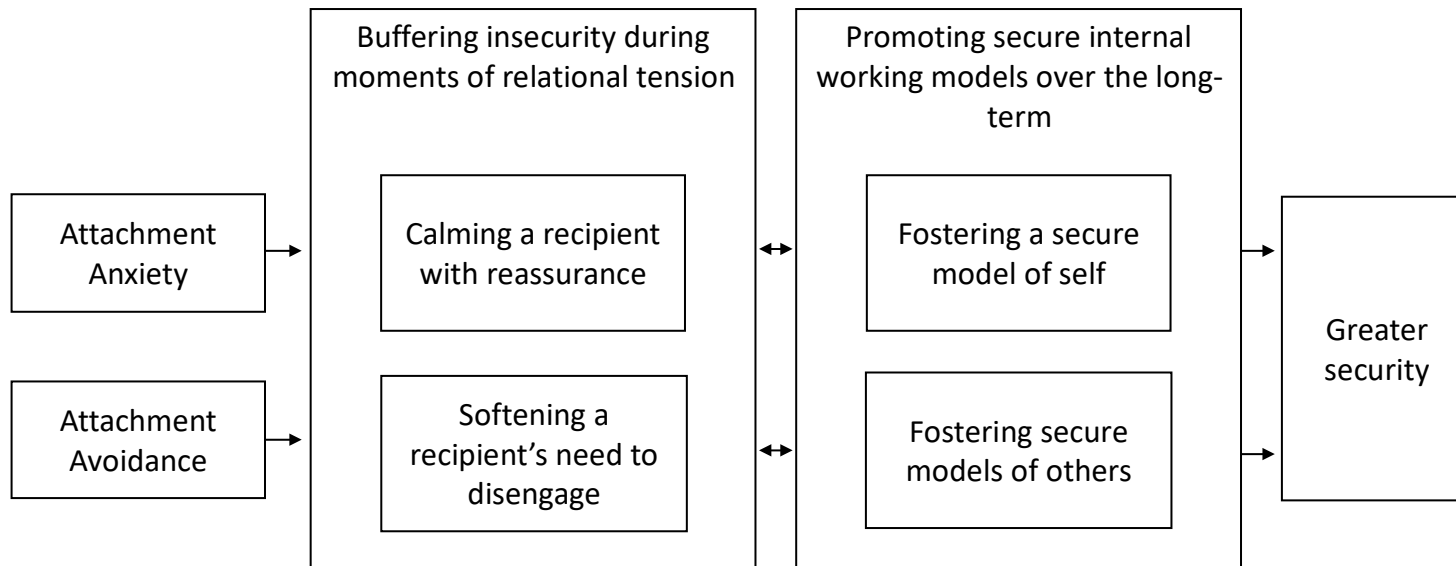 Buffering insecurity during
moments of relational tension
Promoting secure internal
working models over the long-
term
Attachment
Anxiety
Calming a recipient
with reassurance
Fostering a secure
model of self
Attachment
Avoidance
Softening a
recipient’s need to
disengage
Fostering secure
models of others
Greater
security